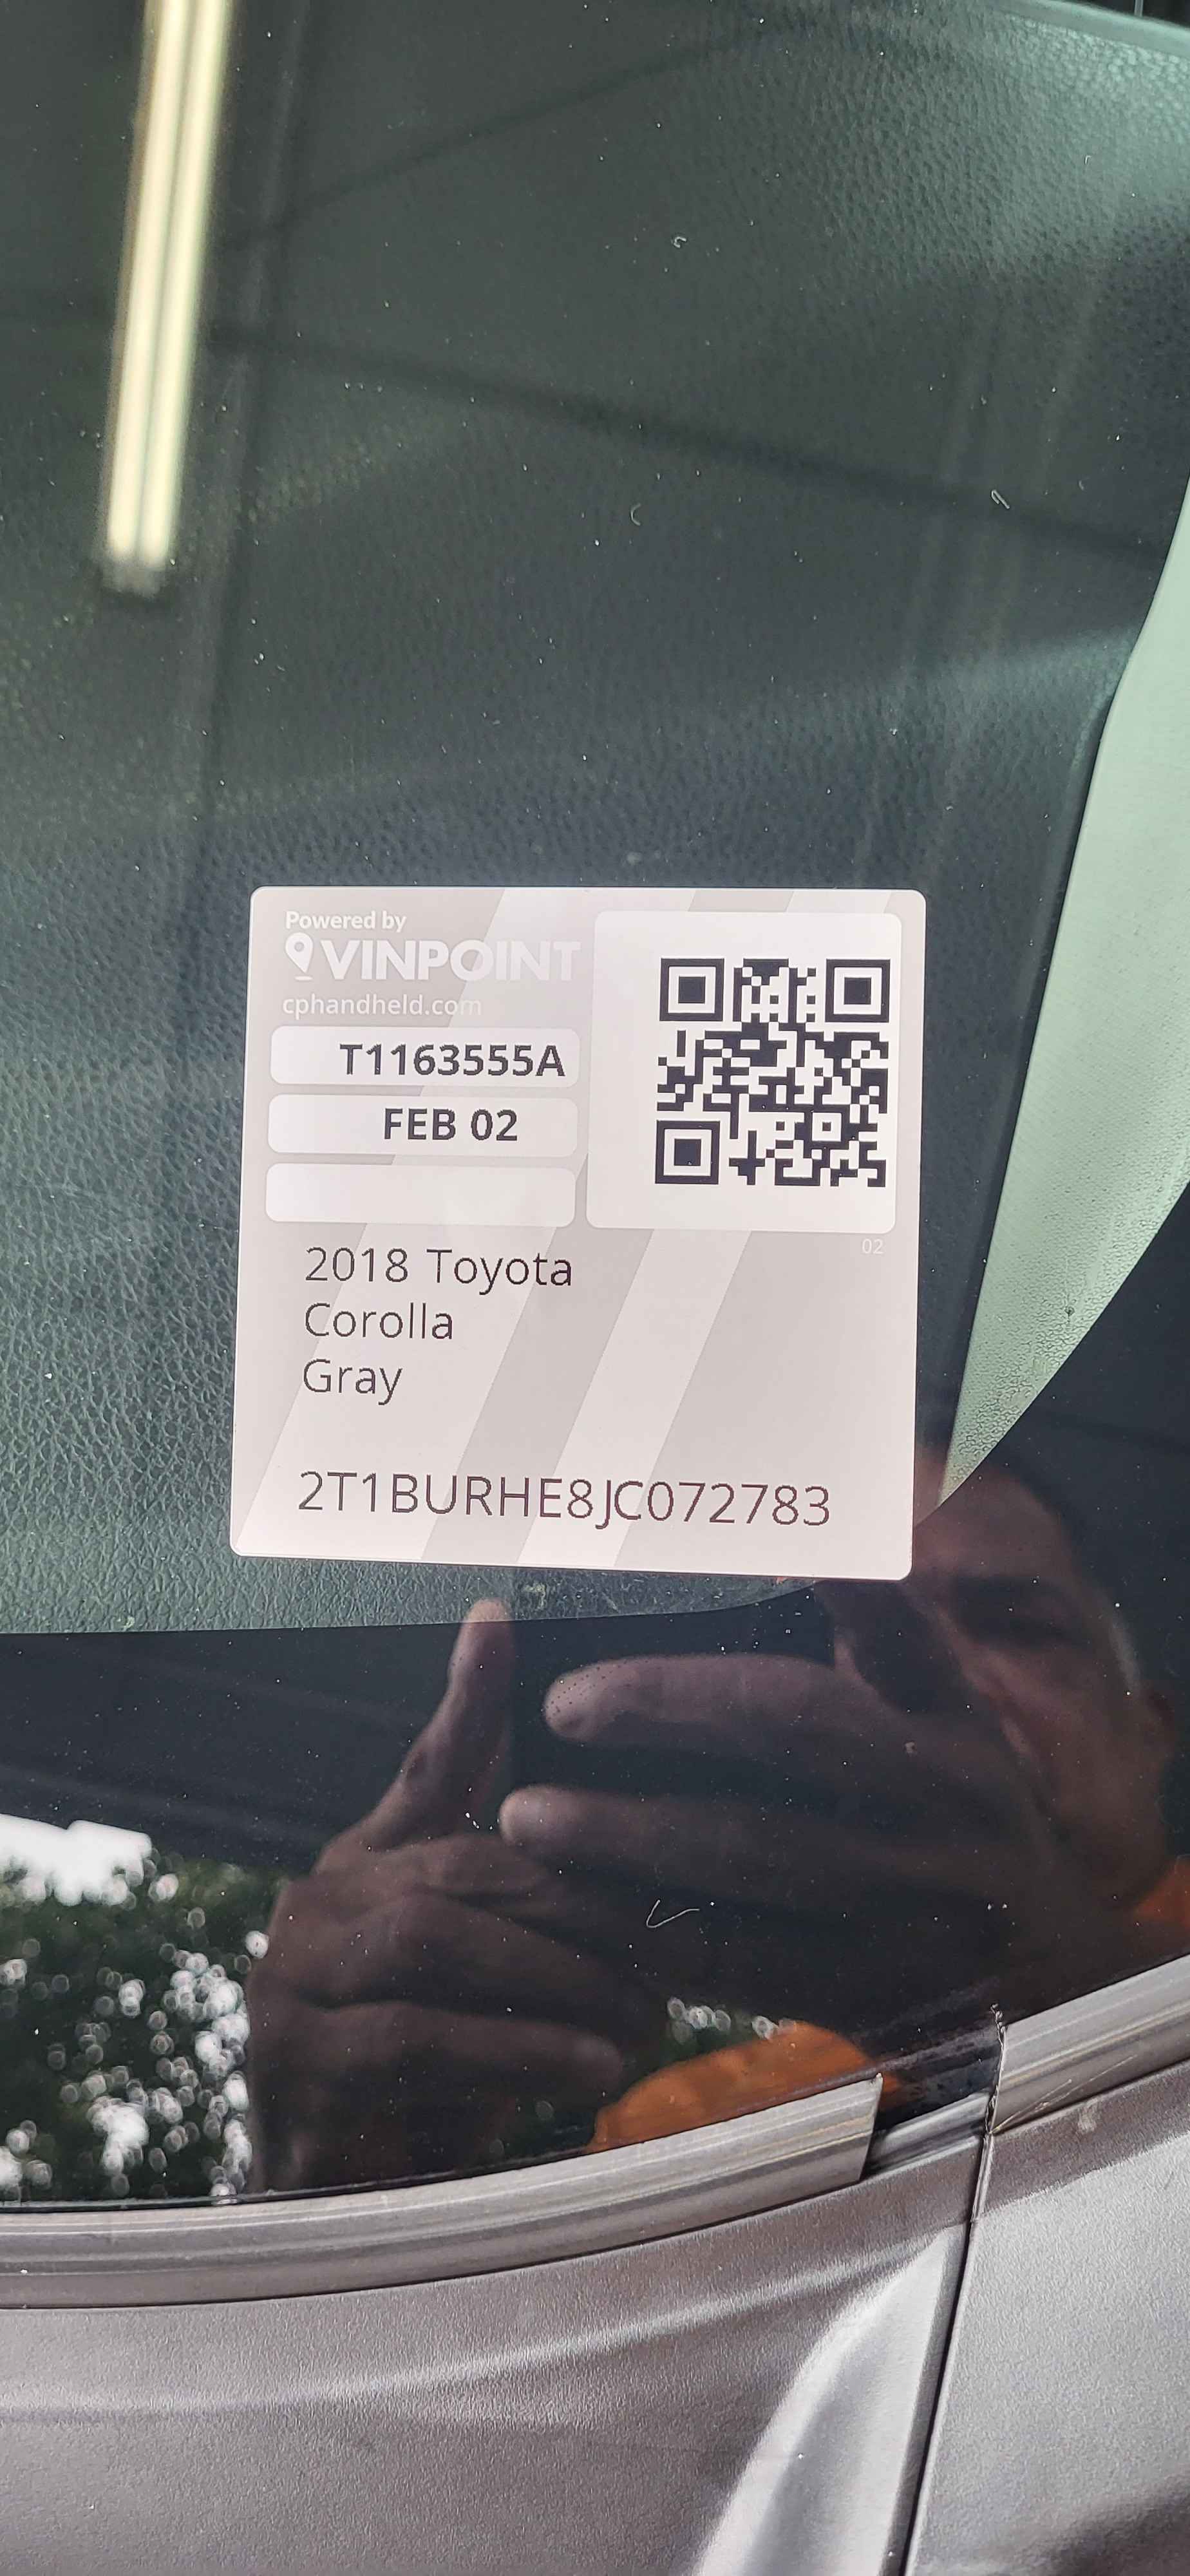 Powered by
VINPOINT
cphandheld.com
T1163555A
FEB 02
02
2018 Toyota
Corolla
Gray
2T1BURHE8JC072783